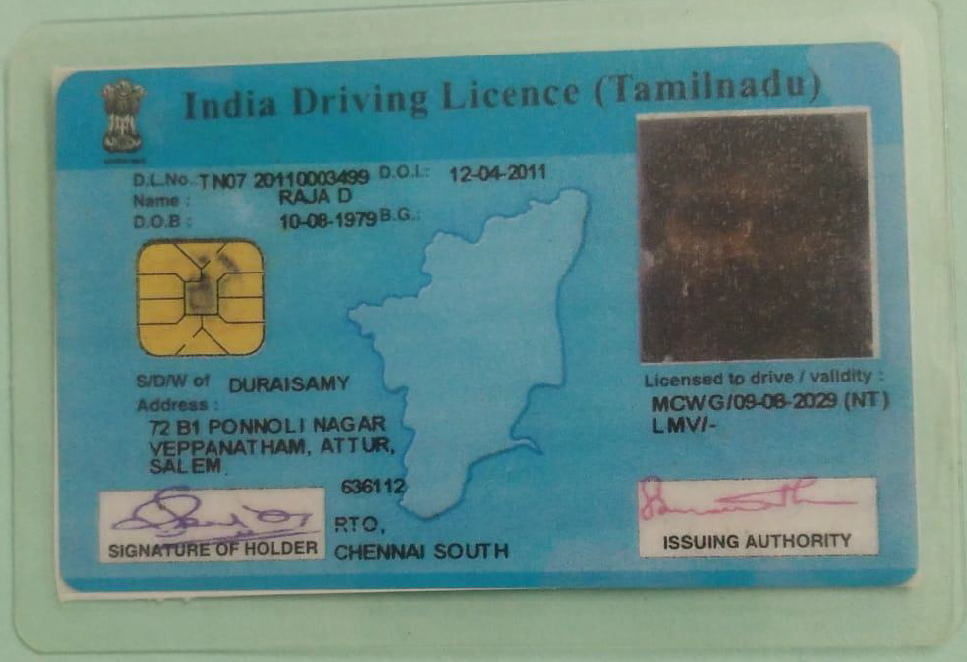 India Driving Licence (Tamilnadu)
D.L.No. TN07 20110003499 D.O.I.: 12-04-2011
Name : RAJA D
D.O.B : 10-08-1979 B.G.:
S/D/W of DURAISAMY
Address :
72 B1 PONNOLI NAGAR
VEPPANATHAM, ATTUR,
SALEM
636112
RTO,
CHENNAI SOUTH
SIGNATURE OF HOLDER
Licensed to drive / validity :
MCWG/09-08-2029 (NT)
LMV/-
ISSUING AUTHORITY